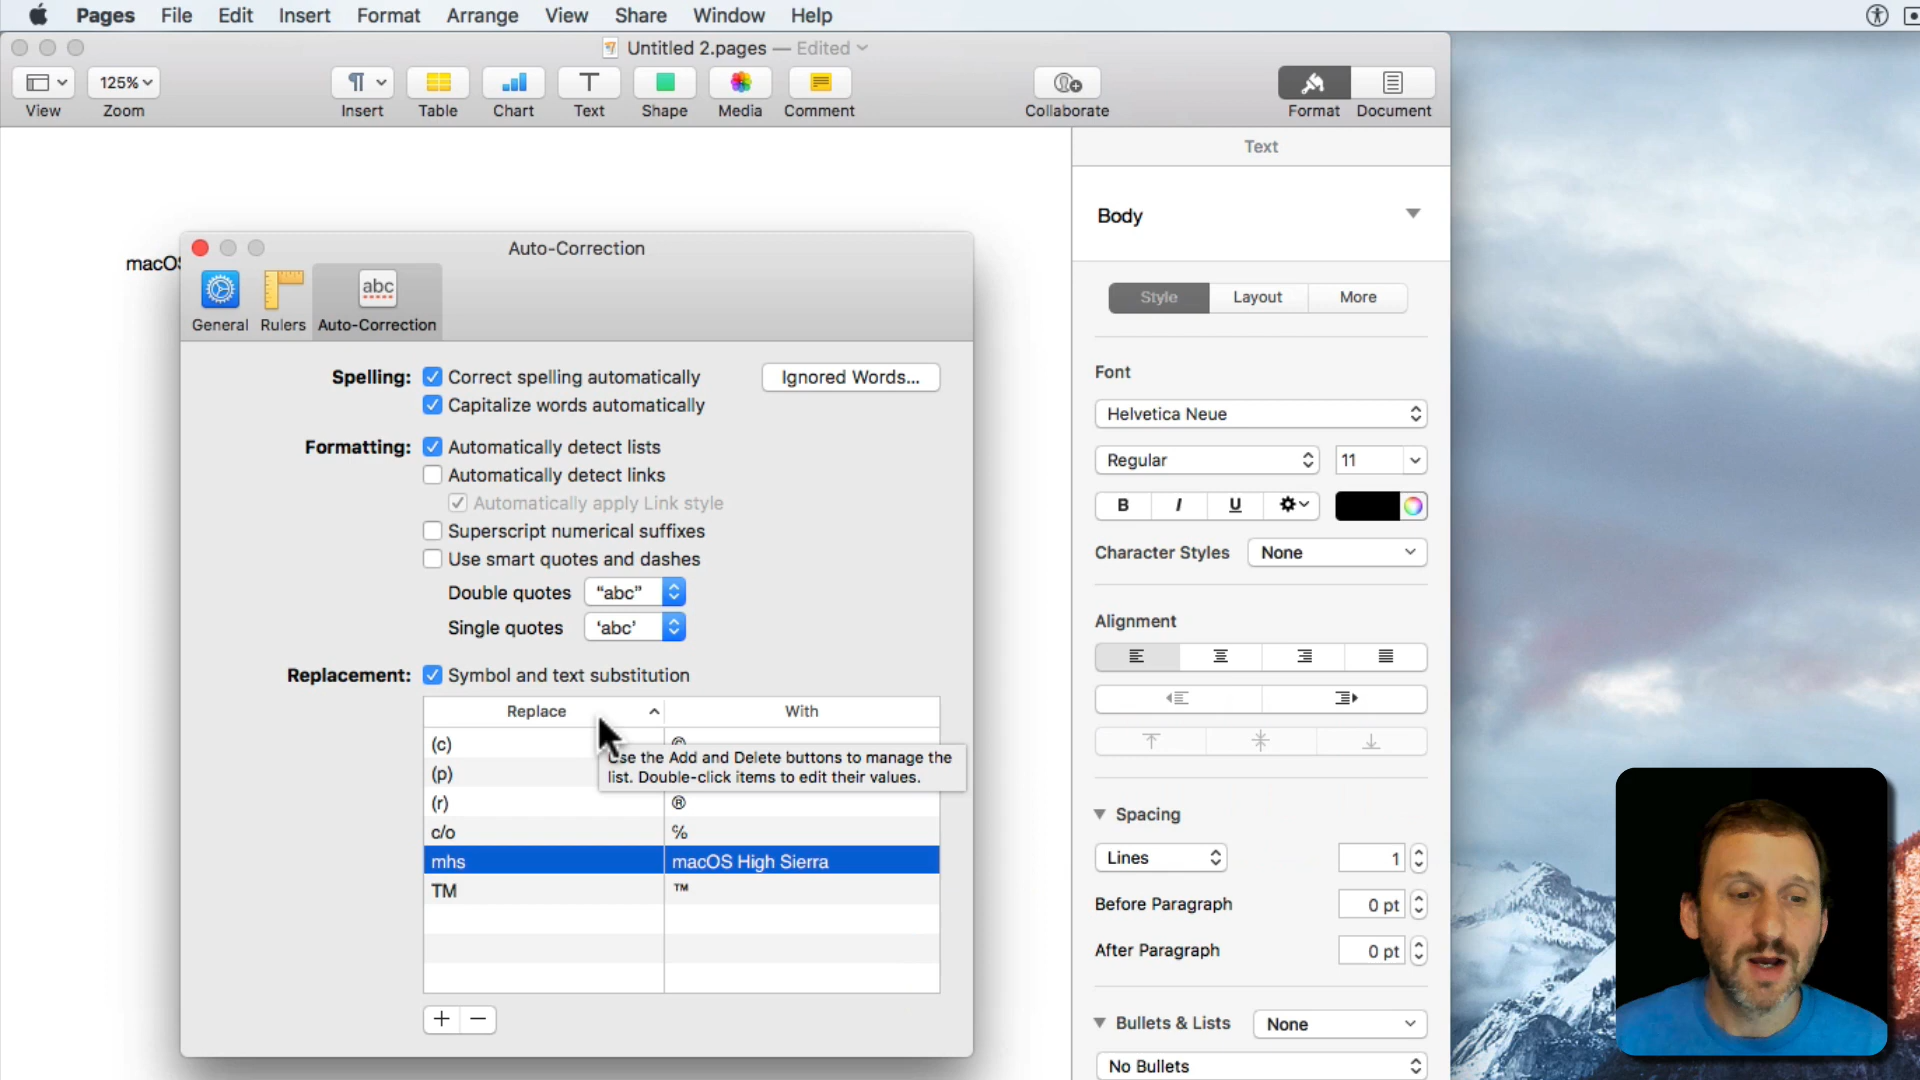 Pages File Edit Insert Format Arrange View Share Window Help
Untitled 2.pages — Edited
125%
View Zoom Insert Table Chart Text Shape Media Comment Collaborate Format Document
Text
Body
macOS
Auto-Correction
abc
General Rulers Auto-Correction
Style Layout More
Spelling: Correct spelling automatically
Ignored Words...
Capitalize words automatically
Formatting: Automatically detect lists
Automatically detect links
Automatically apply Link style
Superscript numerical suffixes
Use smart quotes and dashes
Double quotes “abc”
Single quotes ‘abc’
Replacement: Symbol and text substitution
Replace With
(c) ©
Use the Add and Delete buttons to manage the
list. Double-click items to edit their values.
(p)
(r) ®
c/o ℅
mhs macOS High Sierra
TM ™
+ −
Font
Helvetica Neue
Regular 11
B I U
Character Styles None
Alignment
Spacing
Lines 1
Before Paragraph 0 pt
After Paragraph 0 pt
Bullets & Lists None
No Bullets